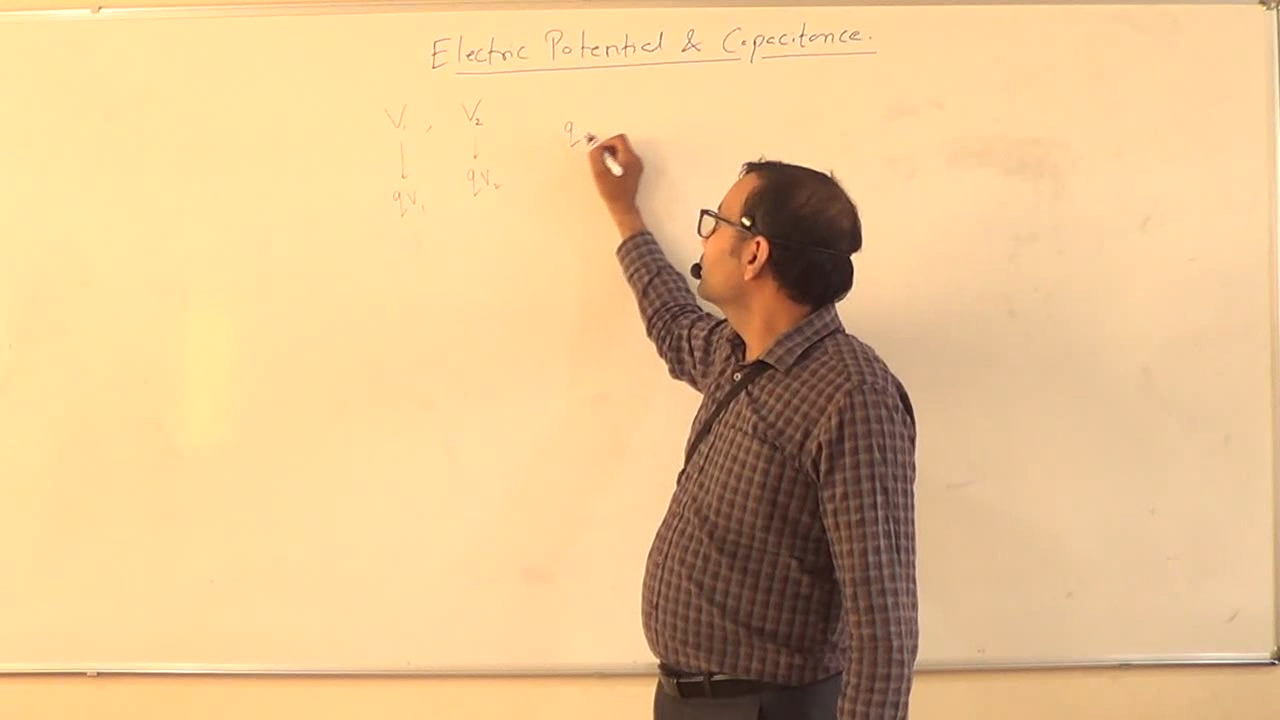 Electric Potential & Capacitance.
V₁ , V₂ q
qV₁ qV₂